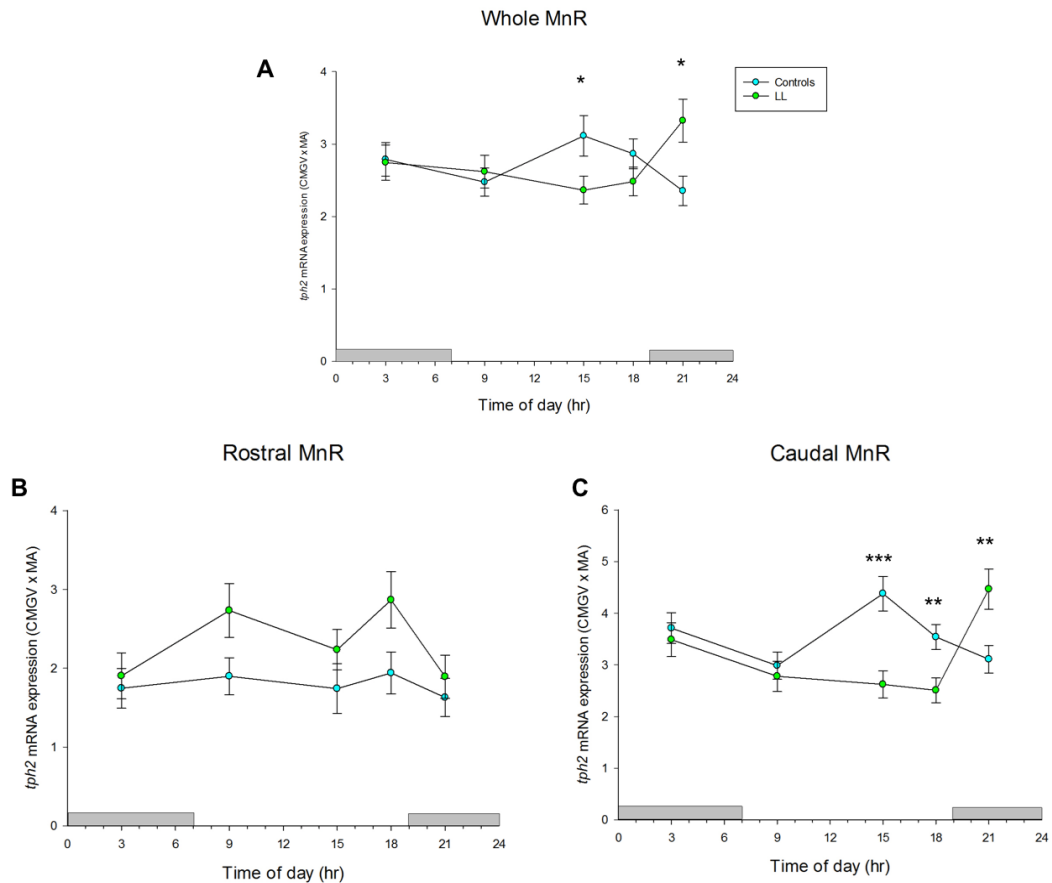 Whole MnR
A
*
*
Controls
LL
4
3
2
1
0
tph2 mRNA expression (CMGV x MA)
0 3 6 9 12 15 18 21 24
Time of day (hr)
Rostral MnR
B
4
3
2
1
0
tph2 mRNA expression (CMGV x MA)
0 3 6 9 12 15 18 21 24
Time of day (hr)
Caudal MnR
C
***
**
**
6
5
4
3
2
1
0
tph2 mRNA expression (CMGV x MA)
0 3 6 9 12 15 18 21 24
Time of day (hr)